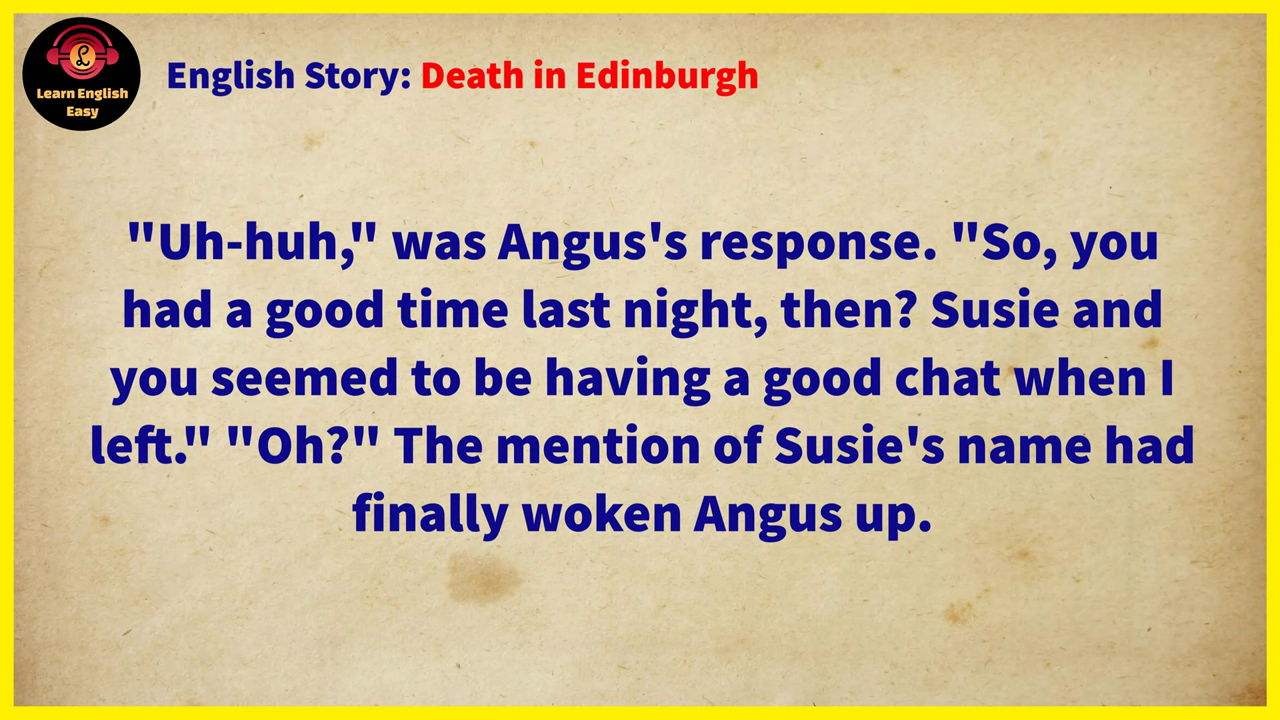 Learn English
Easy
English Story: Death in Edinburgh
"Uh-huh," was Angus's response. "So, you
had a good time last night, then? Susie and
you seemed to be having a good chat when I
left." "Oh?" The mention of Susie's name had
finally woken Angus up.